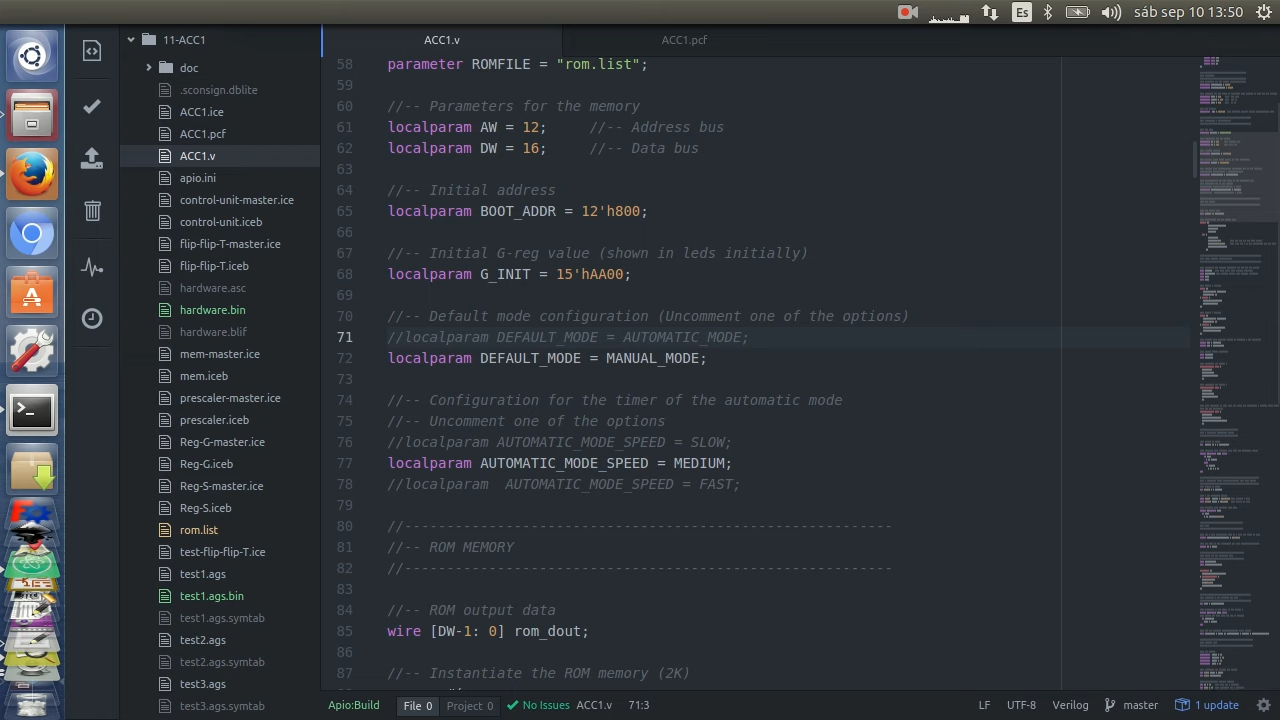 Es
sáb sep 10 13:50
11-ACC1
doc
.sconsign.dblite
ACC1.ice
ACC1.pcf
ACC1.v
apio.ini
control-unit-master.ice
control-unit.iceb
flip-flip-T-master.ice
flip-flip-T.iceb
hardware.asc
hardware.bin
hardware.blif
mem-master.ice
mem.iceb
prescaler-master.ice
prescaler.iceb
Reg-G-master.ice
Reg-G.iceb
Reg-S-master.ice
Reg-S.iceb
rom.list
test-flip-flip-T.ice
test1.ags
test1.ags.bin
test1.ags.symtab
test2.ags
test2.ags.symtab
test3.ags
test3.ags.symtab
ACC1.v
ACC1.pcf
58 parameter ROMFILE = "rom.list";
59
60 //-- Parameters for the memory
61 localparam AW = 12; //-- Address bus
62 localparam DW = 16; //-- Data bus
63
64 //-- Initial address
65 localparam BOOT_ADDR = 12'h800;
66
67 //-- Initial G reg value (shown in leds initially)
68 localparam G_INIT = 15'hAA00;
69
70 //-- Default mode configuration (Uncomment one of the options)
71 //localparam DEFAULT_MODE = AUTOMATIC_MODE;
72 localparam DEFAULT_MODE = MANUAL_MODE;
73
74 //-- Configuration for the timer of the automatic mode
75 //-- Uncomment one of the options
76 //localparam AUTOMATIC_MODE_SPEED = SLOW;
77 localparam AUTOMATIC_MODE_SPEED = MEDIUM;
78 //localparam AUTOMATIC_MODE_SPEED = FAST;
79
81 //-- ROM MEMORY
83
84 //-- ROM output
85 wire [DW-1:0] rom_dout;
86
87 //-- Instantiate the ROM memory (2K)
Apio:Build
File 0
Project 0
No Issues
ACC1.v
71:3
LF
UTF-8
Verilog
master
1 update